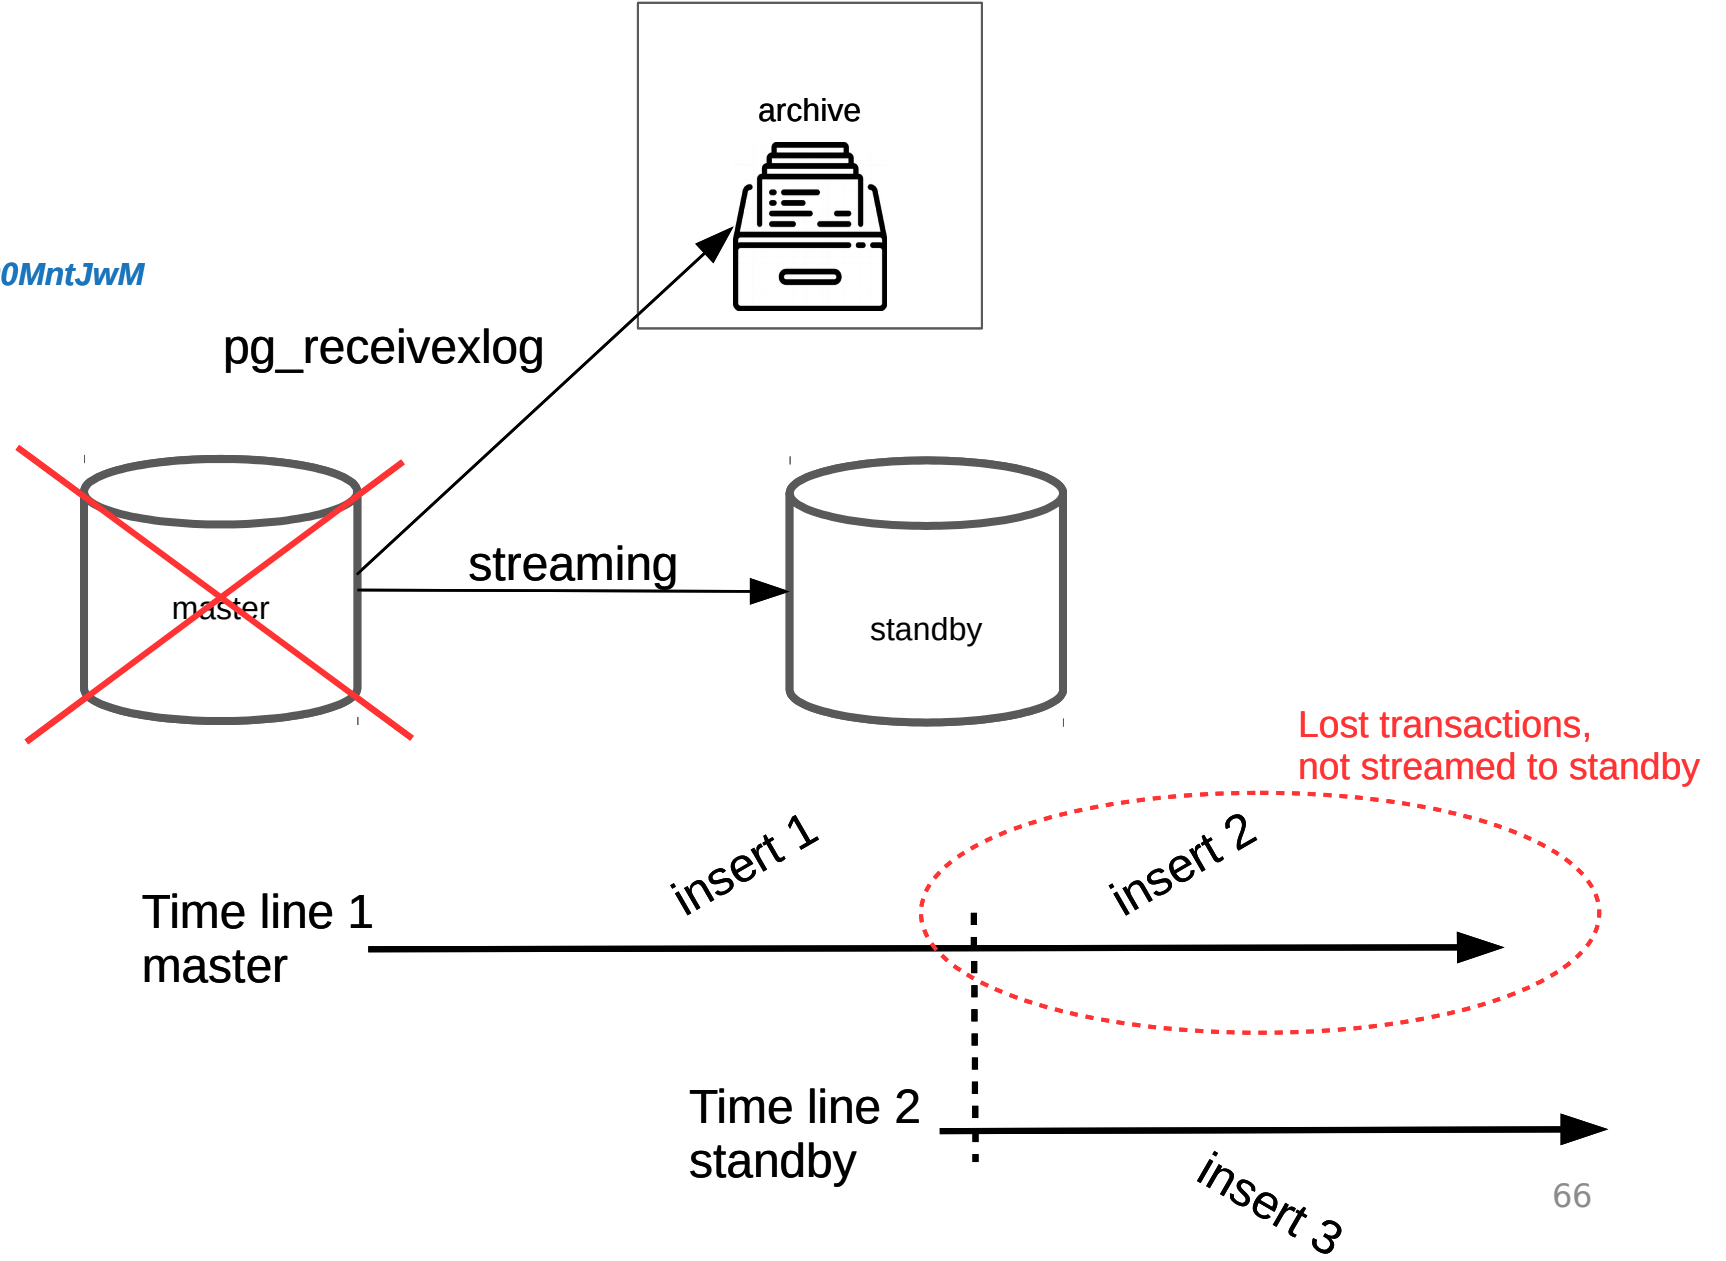 archive
0MntJwM
pg_receivexlog
streaming
master
standby
Lost transactions,
not streamed to standby
insert 1
insert 2
Time line 1
master
Time line 2
standby
insert 3
66